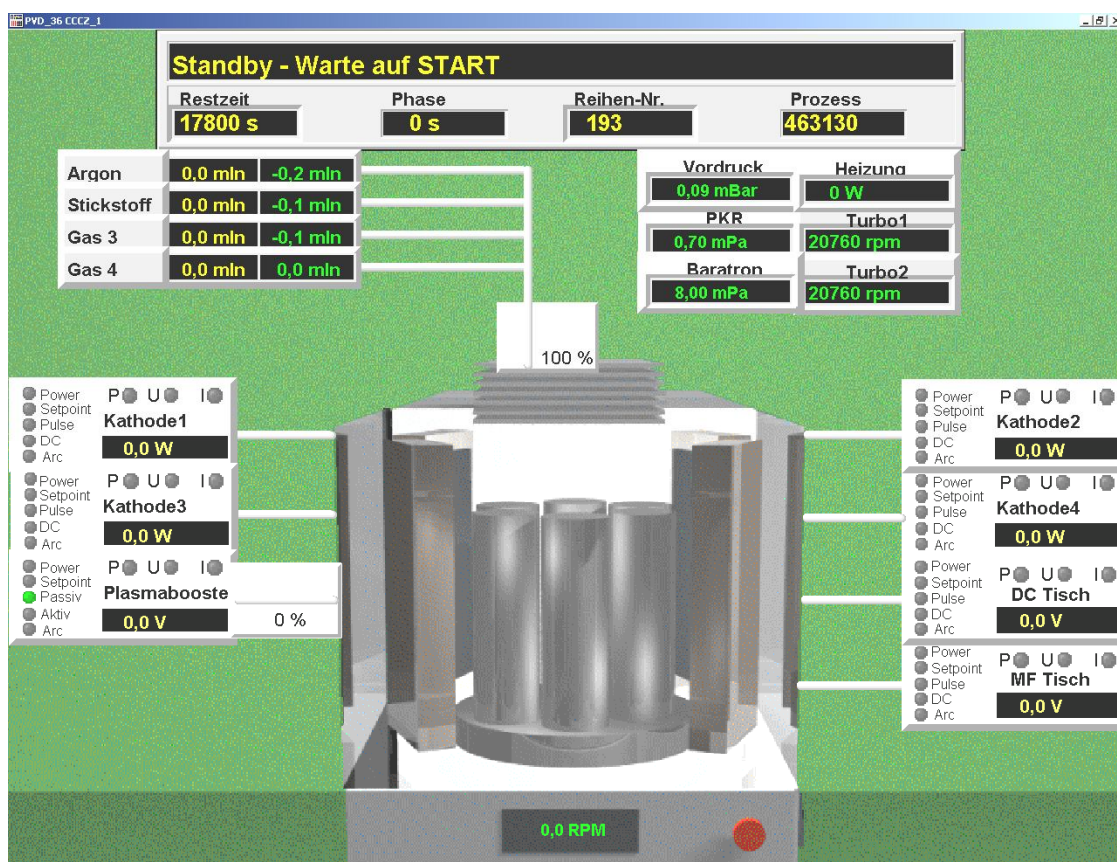 PVD_36 CCCZ_1
Standby - Warte auf START
Restzeit Phase Reihen-Nr. Prozess
17800 s 0 s 193 463130
Argon 0,0 mln -0,2 mln
Stickstoff 0,0 mln -0,1 mln
Gas 3 0,0 mln -0,1 mln
Gas 4 0,0 mln 0,0 mln
Vordruck Heizung
0,09 mBar 0 W
PKR Turbo1
0,70 mPa 20760 rpm
Baratron Turbo2
8,00 mPa 20760 rpm
100 %
Power P U I
Setpoint
Pulse Kathode1
DC
Arc 0,0 W
Power P U I
Setpoint
Pulse Kathode3
DC
Arc 0,0 W
Power P U I
Setpoint
Passiv Plasmabooste
Aktiv
Arc 0,0 V
0 %
Power P U I
Setpoint
Pulse Kathode2
DC
Arc 0,0 W
Power P U I
Setpoint
Pulse Kathode4
DC
Arc 0,0 W
Power P U I
Setpoint
Pulse DC Tisch
DC
Arc 0,0 V
Power P U I
Setpoint
Pulse MF Tisch
DC
Arc 0,0 V
0,0 RPM